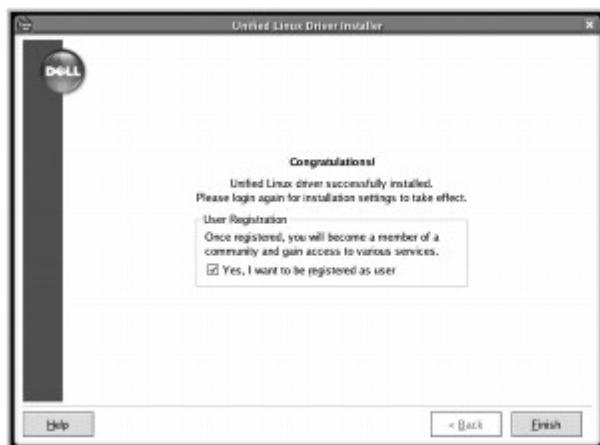 Unified Linux Driver Installer
DELL
Congratulations!
Unified Linux driver successfully installed.
Please login again for installation settings to take effect.
User Registration
Once registered, you will become a member of a
community and gain access to various services.
Yes, I want to be registered as user
Help
< Back
Finish